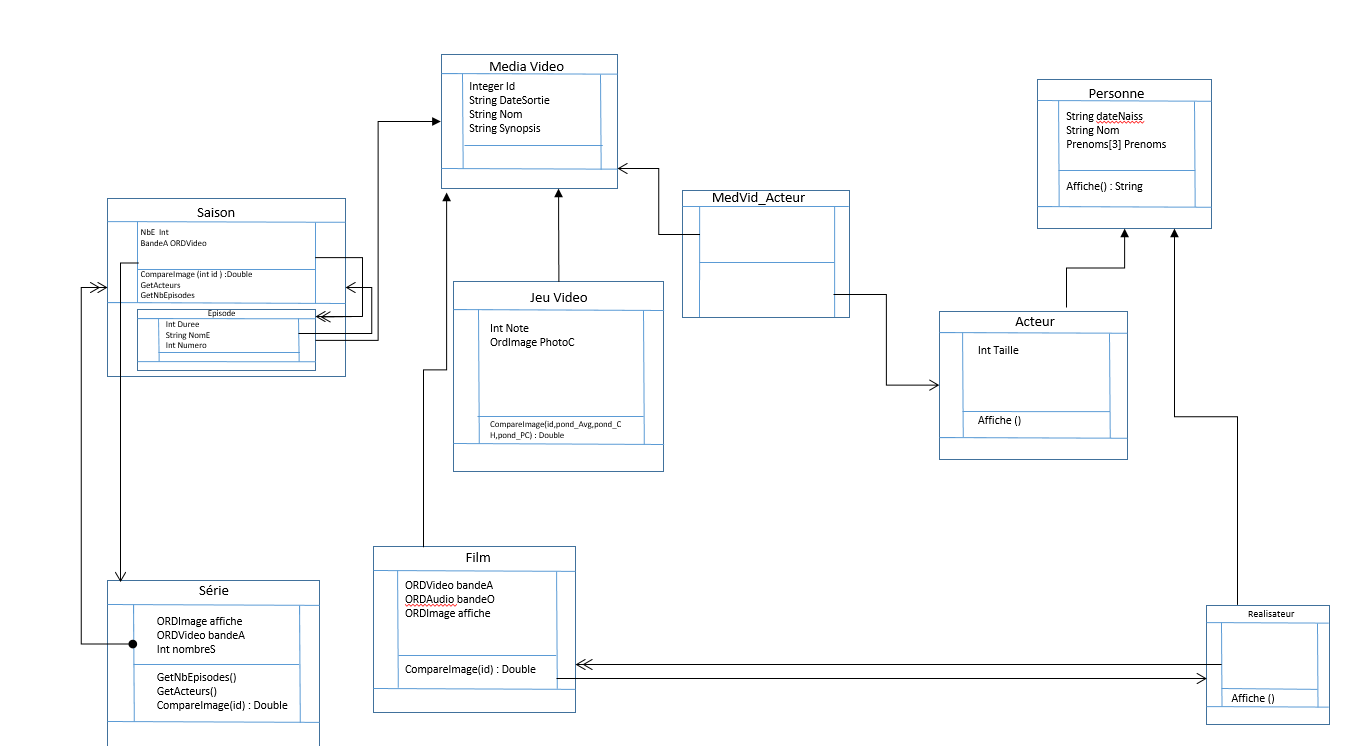 Media Video
Integer Id
String DateSortie
String Nom
String Synopsis
Personne
String dateNaiss
String Nom
Prenoms[3] Prenoms
Affiche() : String
MedVid_Acteur
Saison
NbE  Int
BandeA ORDVideo
CompareImage (int id ) :Double
GetActeurs
GetNbEpisodes
Episode
Int Duree
String NomE
Int Numero
Jeu Video
Int Note
OrdImage PhotoC
CompareImage(id,pond_Avg,pond_C
H,pond_PC) : Double
Acteur
Int Taille
Affiche ()
Film
ORDVideo bandeA
ORDAudio bandeO
ORDImage affiche
CompareImage(id) : Double
Série
ORDImage affiche
ORDVideo bandeA
Int nombreS
GetNbEpisodes()
GetActeurs()
CompareImage(id) : Double
Realisateur
Affiche ()